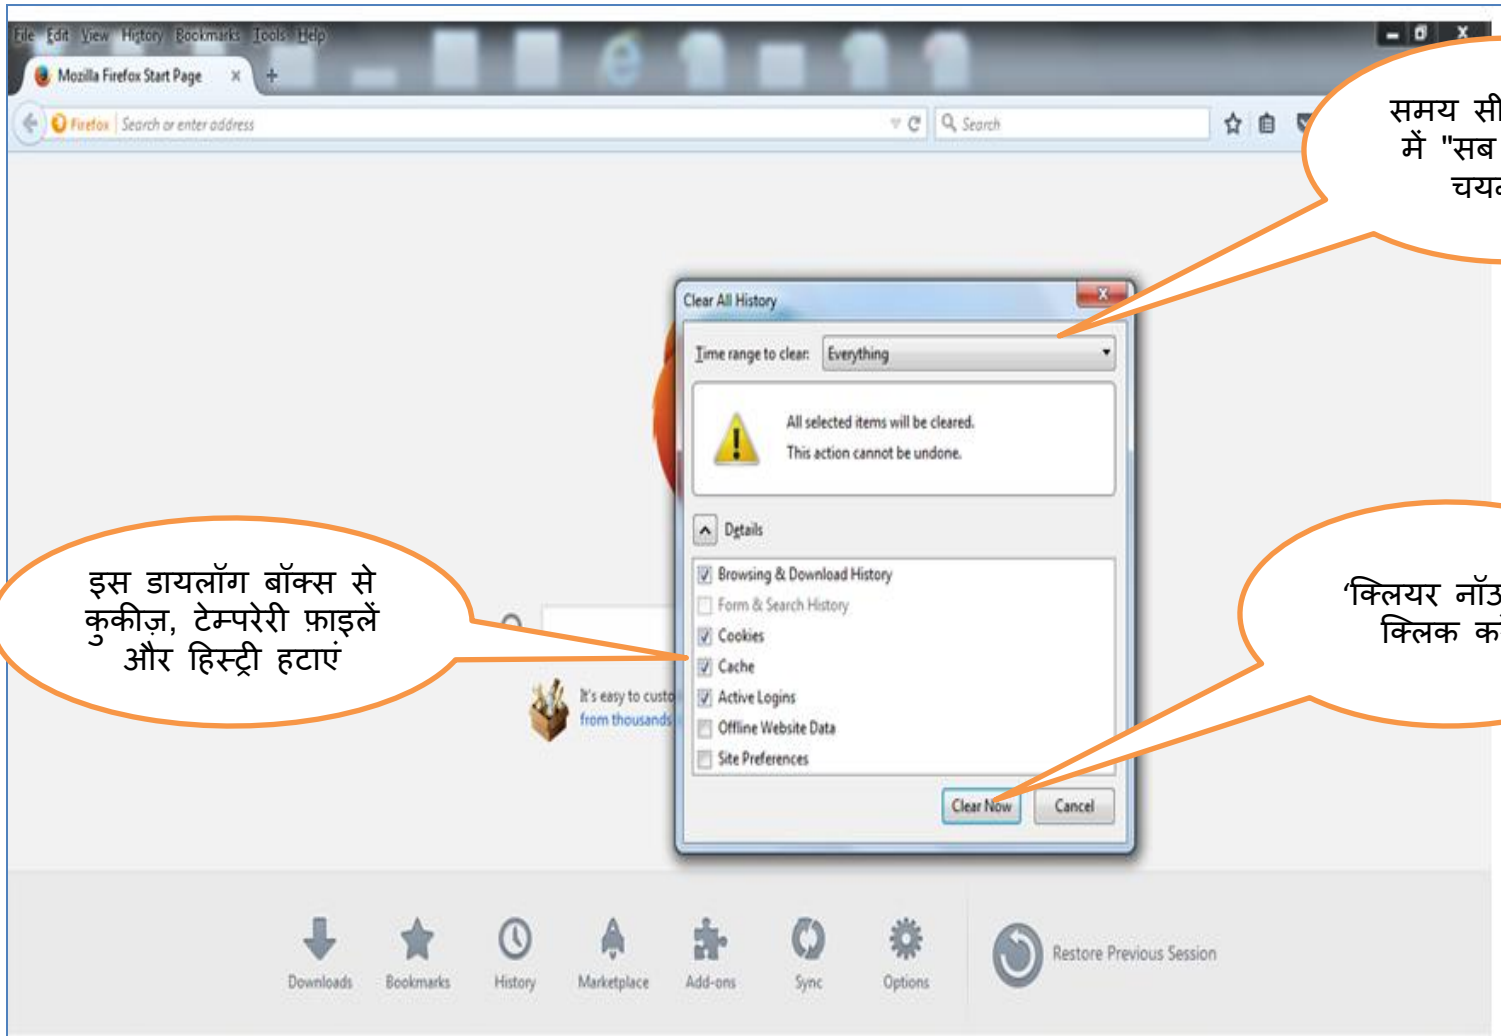 File Edit View History Bookmarks Tools Help
Mozilla Firefox Start Page
Firefox Search or enter address
Search
समय
में "सब
Clear All History
Time range to clear: Everything
All selected items will be cleared.
This action cannot be undone.
Details
Browsing & Download History
Form & Search History
Cookies
Cache
Active Logins
Offline Website Data
Site Preferences
Clear Now Cancel
इस डायलॉग बॉक्स से
कुकीज़, टेम्परेरी फ़ाइलें
और हिस्ट्री हटाएं
'क्लियर
क्लिक
It's easy to
from thousands
Downloads Bookmarks History Marketplace Add-ons Sync Options Restore Previous Session